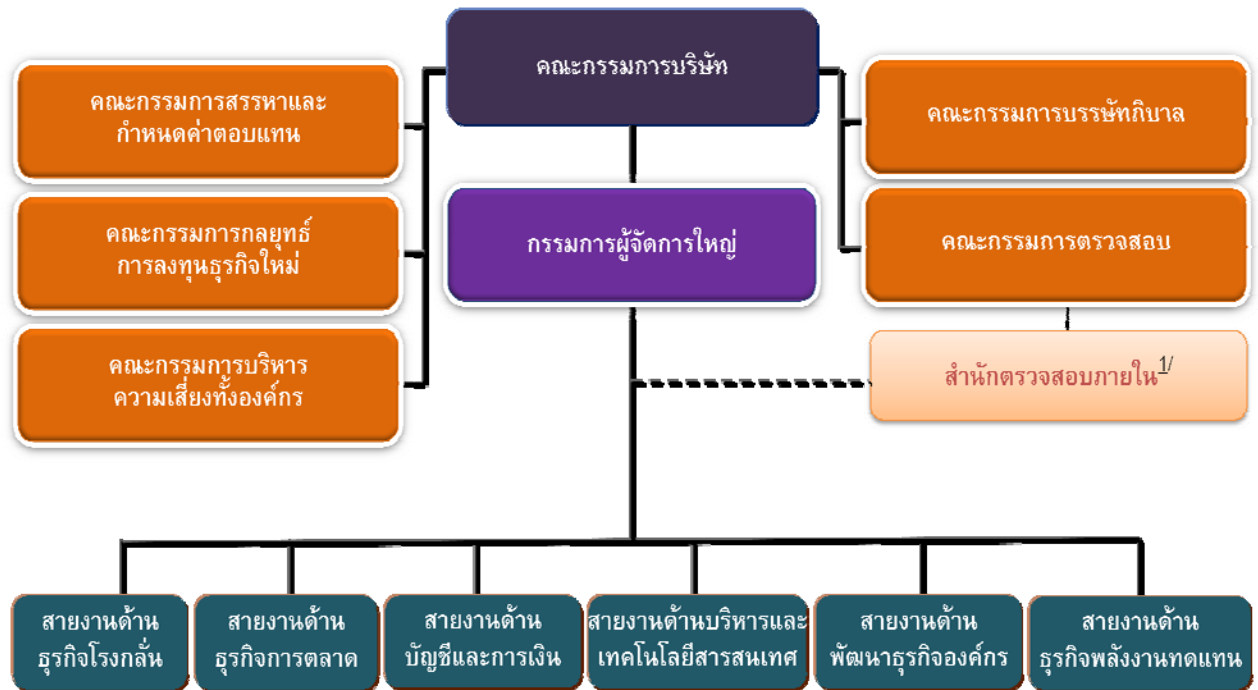 คณะกรรมการบริษัท
คณะกรรมการสรรหาและ
กำหนดค่าตอบแทน
คณะกรรมการบรรษัทภิบาล
คณะกรรมการกลยุทธ์
การลงทุนธุรกิจใหม่
กรรมการผู้จัดการใหญ่
คณะกรรมการตรวจสอบ
คณะกรรมการบริหาร
ความเสี่ยงทั้งองค์กร
สำนักตรวจสอบภายใน1/
สายงานด้าน
ธุรกิจโรงกลั่น
สายงานด้าน
ธุรกิจการตลาด
สายงานด้าน
บัญชีและการเงิน
สายงานด้านบริหารและ
เทคโนโลยีสารสนเทศ
สายงานด้าน
พัฒนาธุรกิจองค์กร
สายงานด้าน
ธุรกิจพลังงานทดแทน